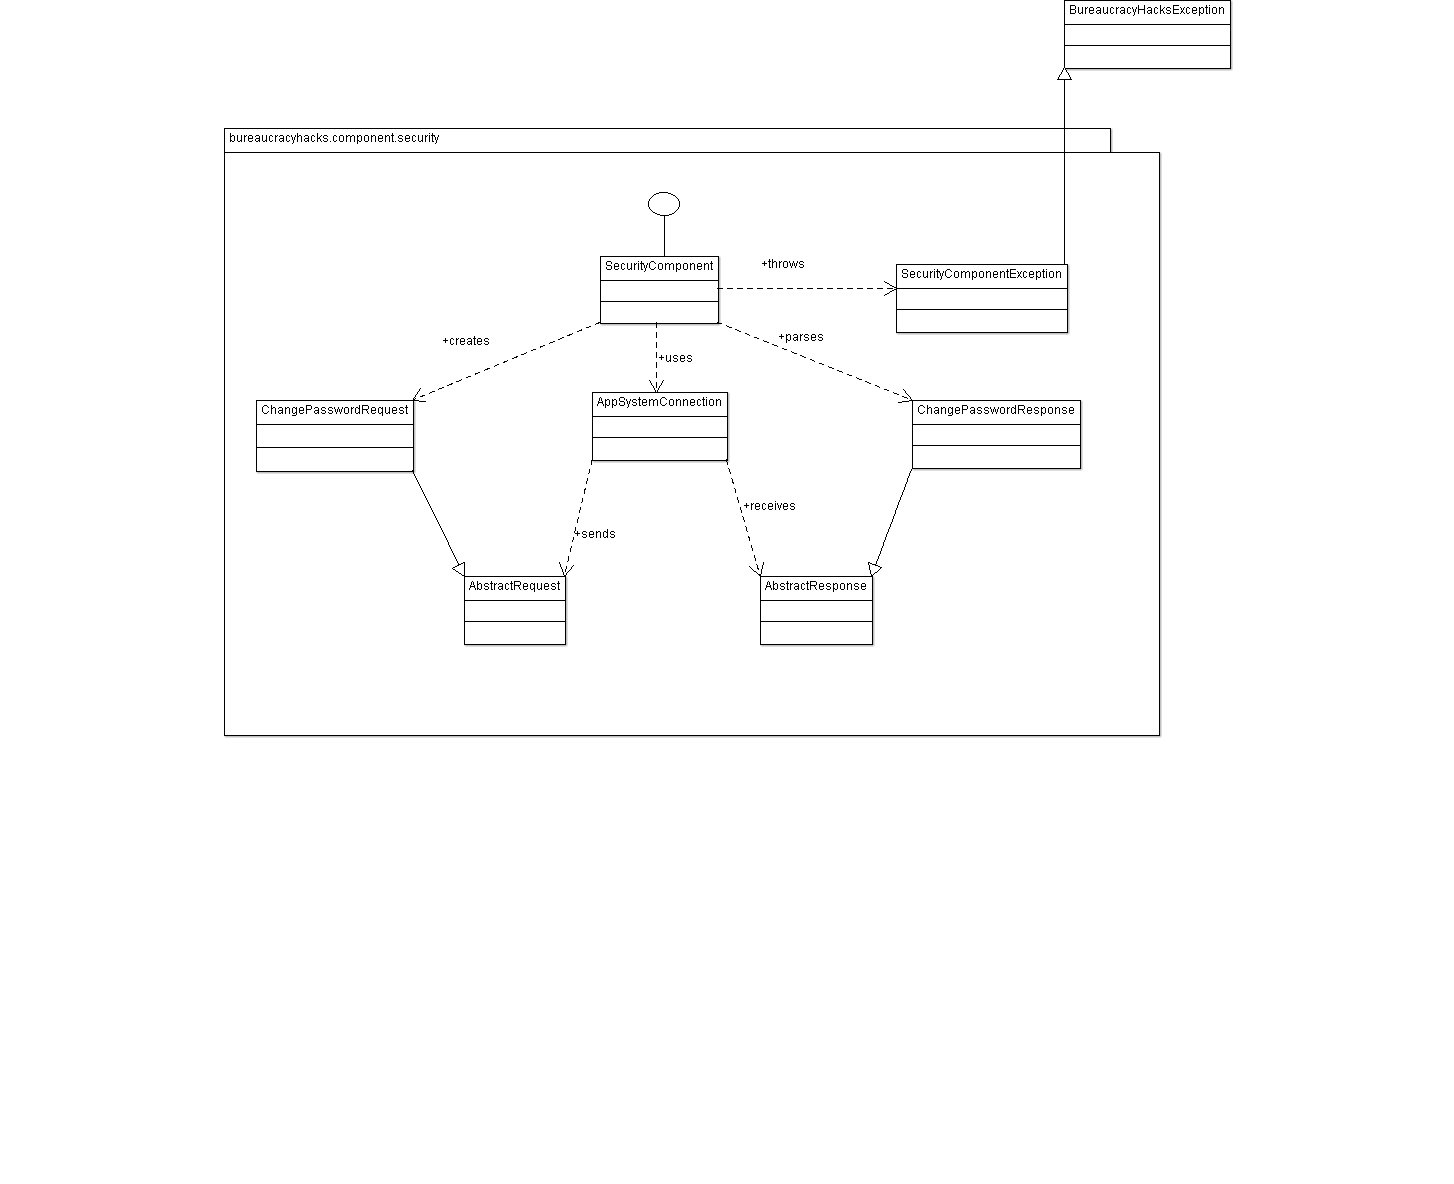 BureaucracyHacksException
bureaucracyhacks.component.security
SecurityComponent
+throws
SecurityComponentException
+creates
+uses
+parses
ChangePasswordRequest
AppSystemConnection
ChangePasswordResponse
+sends
+receives
AbstractRequest
AbstractResponse